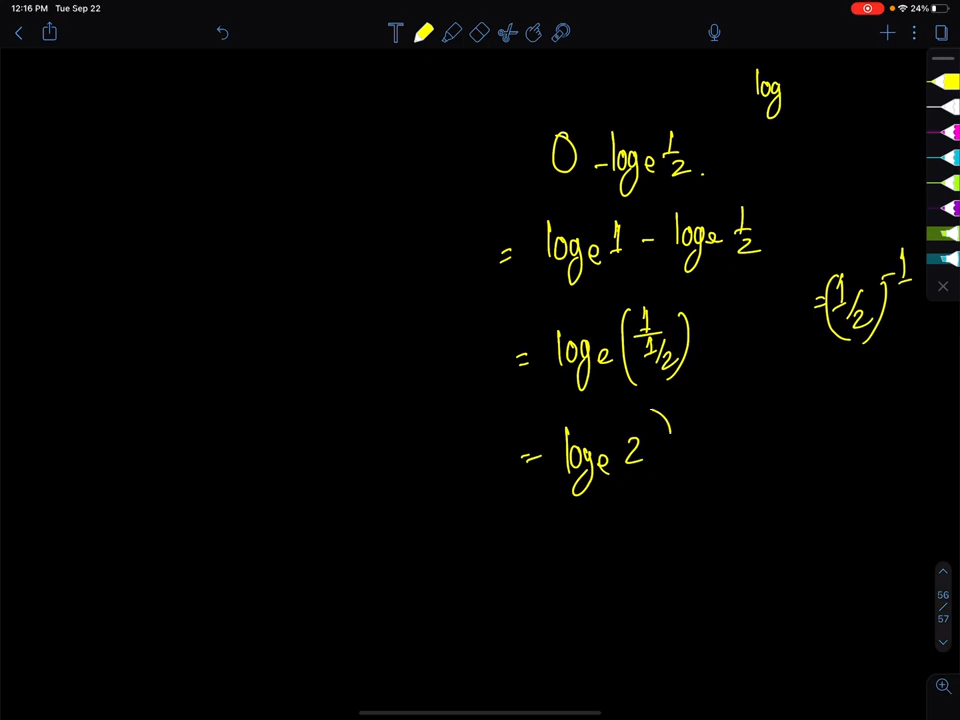 12:16 PM Tue Sep 22
24%
T
log
0 - loge 1/2 .
= loge 1 - loge 1/2
= (1/2)^-1
= loge (1/1/2)
= loge 2 )
56
/
57